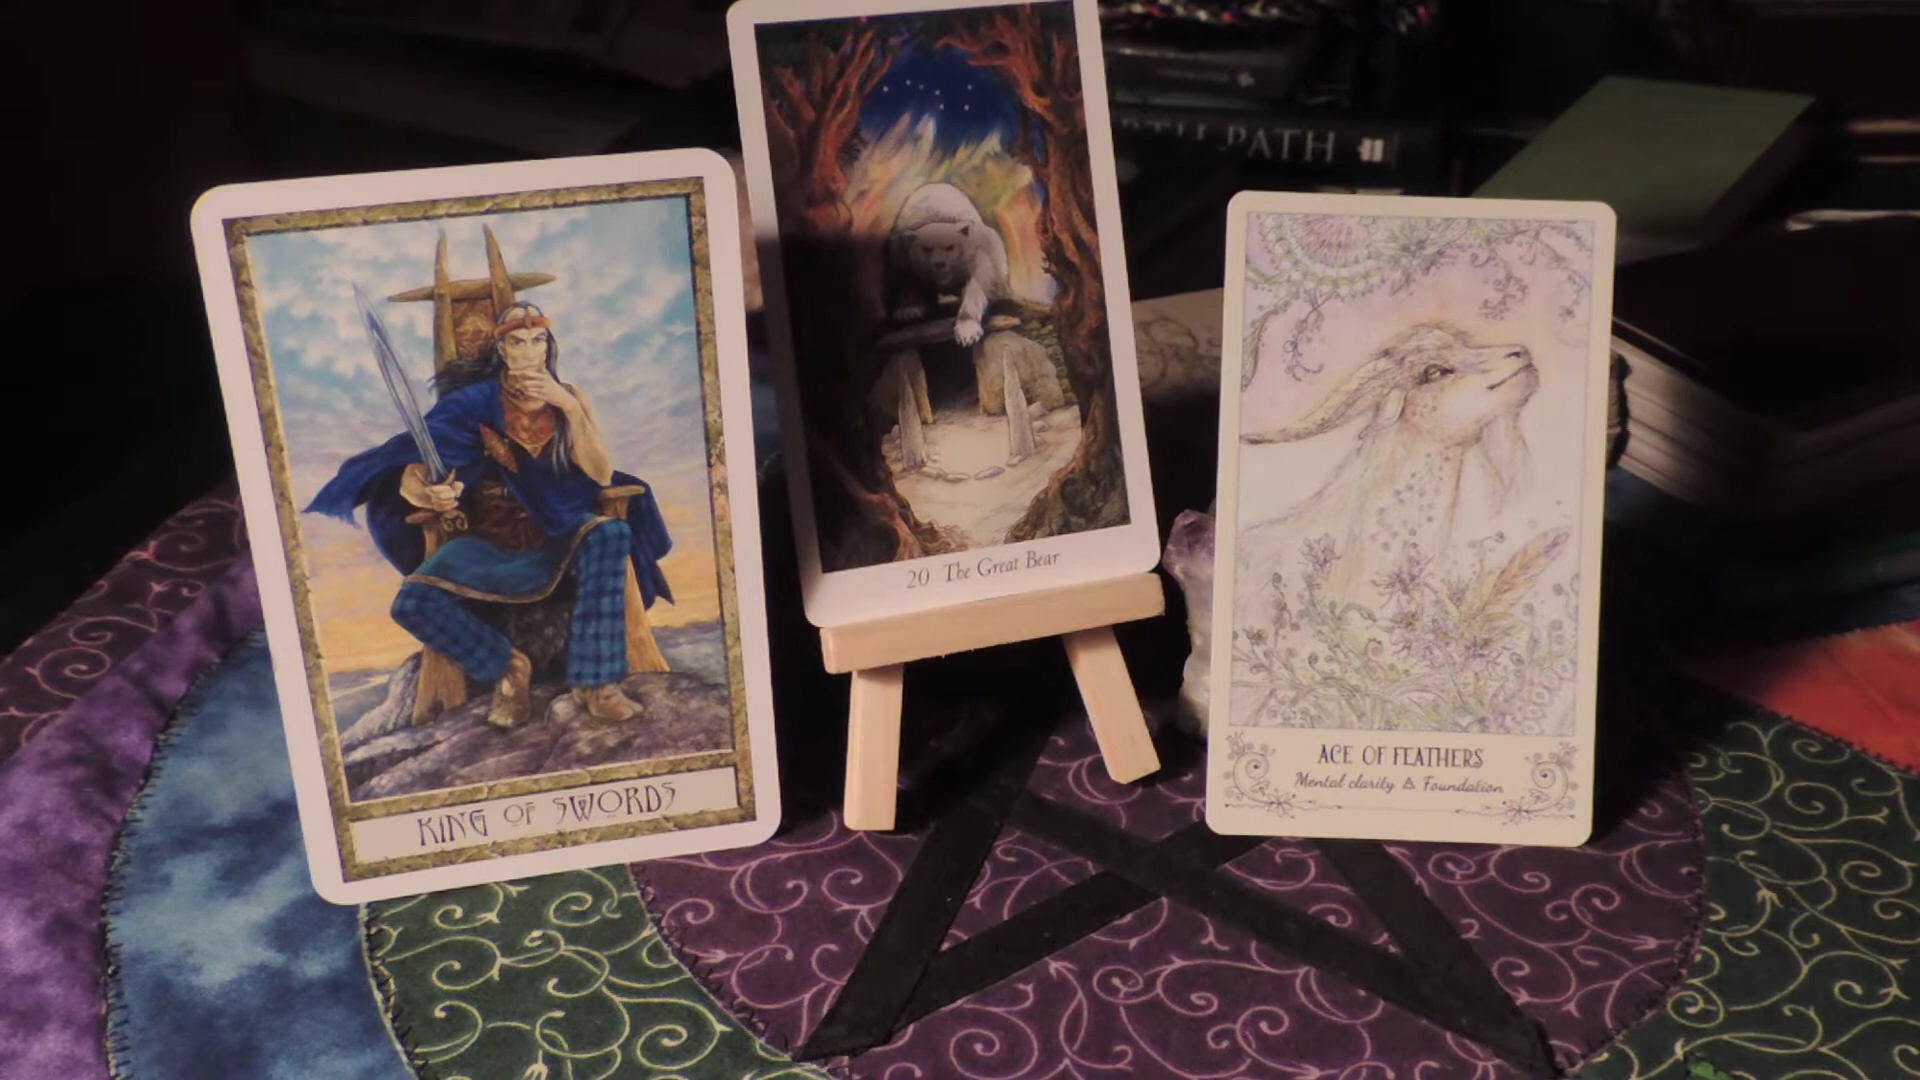 PATH
20 The Great Bear
KING OF SWORDS
ACE OF FEATHERS
Mental clarity △ Foundation